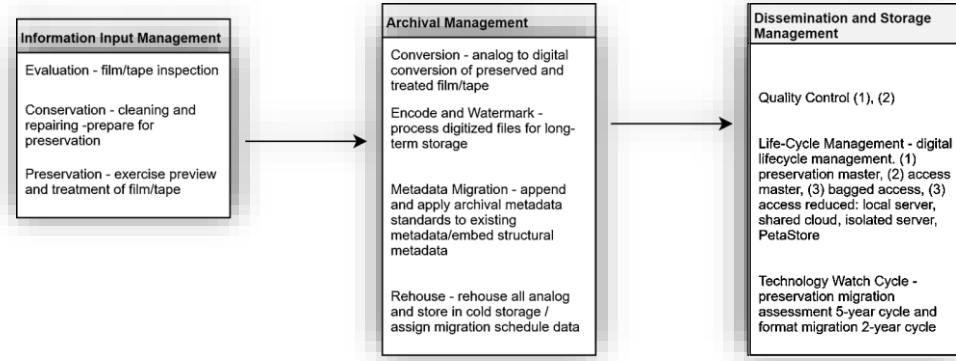 Information Input Management
Evaluation - film/tape inspection
Conservation - cleaning and
repairing -prepare for
preservation
Preservation - exercise preview
and treatment of film/tape
Archival Management
Conversion - analog to digital
conversion of preserved and
treated film/tape
Encode and Watermark -
process digitized files for long-
term storage
Metadata Migration - append
and apply archival metadata
standards to existing
metadata/embed structural
metadata
Rehouse - rehouse all analog
and store in cold storage /
assign migration schedule data
Dissemination and Storage
Management
Quality Control (1), (2)
Life-Cycle Management - digital
lifecycle management. (1)
preservation master, (2) access
master, (3) bagged access, (3)
access reduced: local server,
shared cloud, isolated server,
PetaStore
Technology Watch Cycle -
preservation migration
assessment 5-year cycle and
format migration 2-year cycle